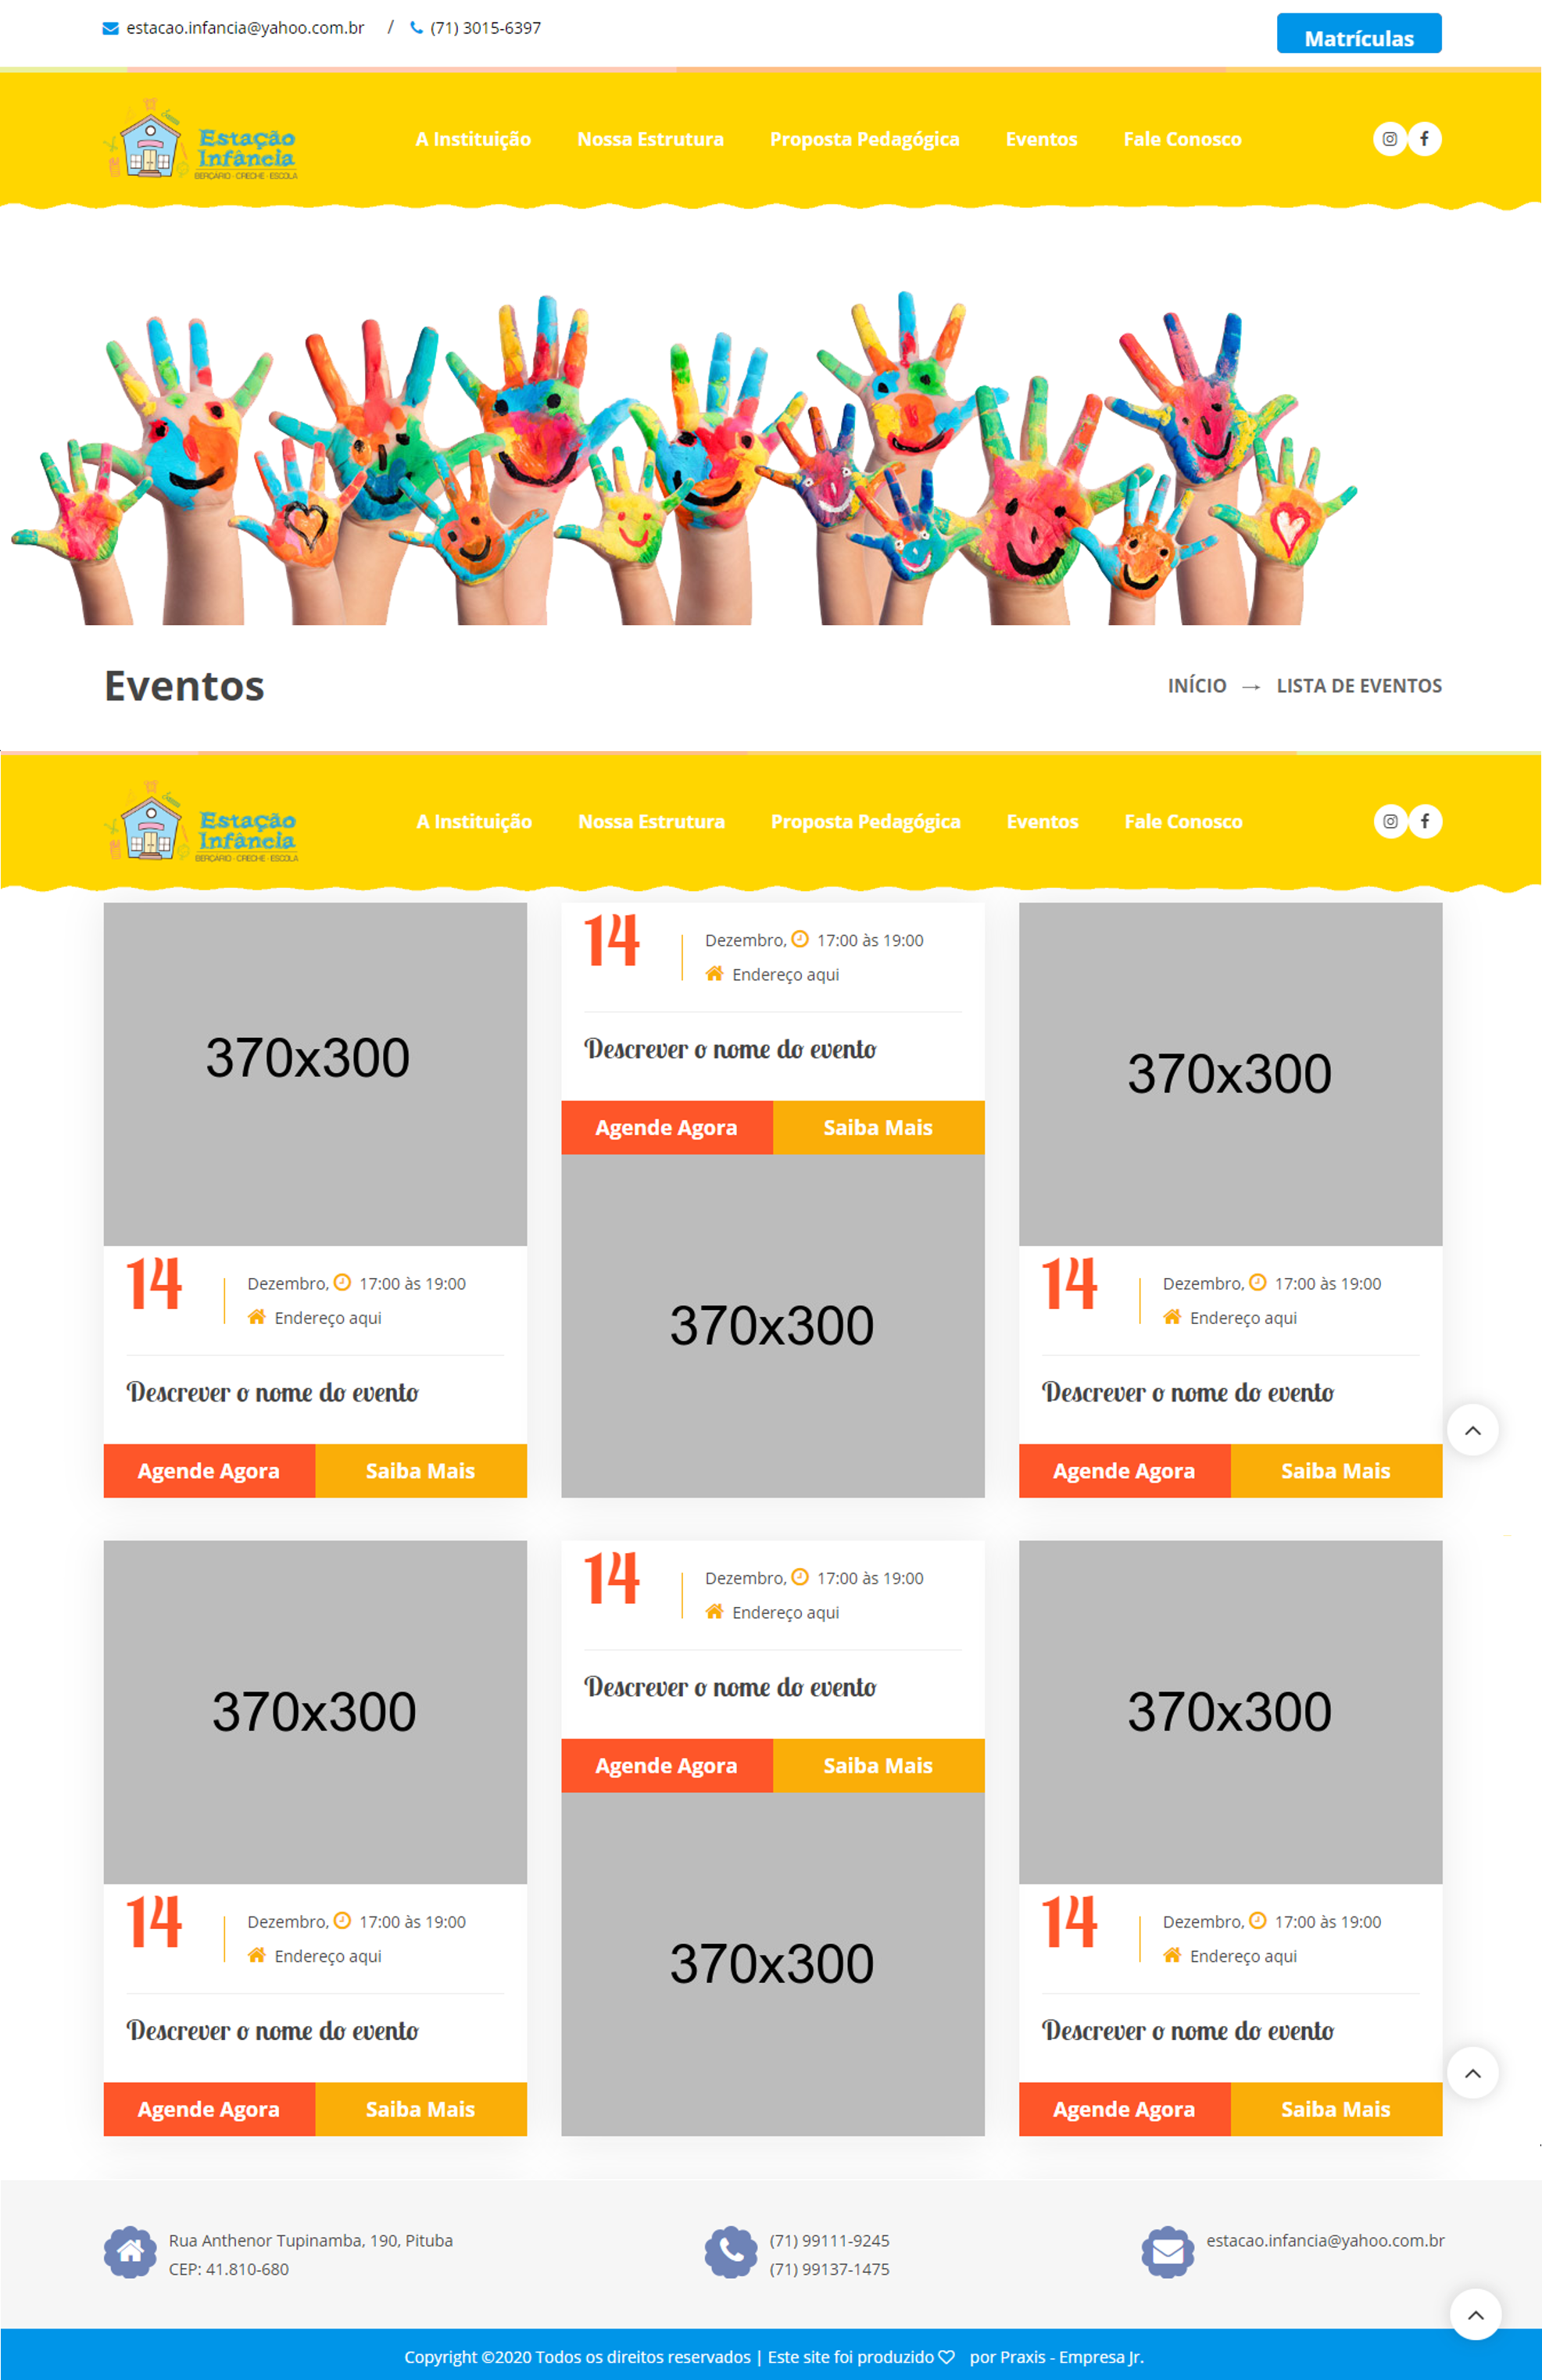 estacao.infancia@yahoo.com.br / (71) 3015-6397
Matrículas
Estação
Infância
BERÇÁRIO - CRECHE - ESCOLA
A Instituição Nossa Estrutura Proposta Pedagógica Eventos Fale Conosco
Eventos
INÍCIO → LISTA DE EVENTOS
Estação
Infância
BERÇÁRIO - CRECHE - ESCOLA
A Instituição Nossa Estrutura Proposta Pedagógica Eventos Fale Conosco
370x300
14
Dezembro, 17:00 às 19:00
Endereço aqui
Descrever o nome do evento
Agende Agora Saiba Mais
14
Dezembro, 17:00 às 19:00
Endereço aqui
Descrever o nome do evento
Agende Agora Saiba Mais
370x300
370x300
14
Dezembro, 17:00 às 19:00
Endereço aqui
Descrever o nome do evento
Agende Agora Saiba Mais
370x300
14
Dezembro, 17:00 às 19:00
Endereço aqui
Descrever o nome do evento
Agende Agora Saiba Mais
14
Dezembro, 17:00 às 19:00
Endereço aqui
Descrever o nome do evento
Agende Agora Saiba Mais
370x300
370x300
14
Dezembro, 17:00 às 19:00
Endereço aqui
Descrever o nome do evento
Agende Agora Saiba Mais
Rua Anthenor Tupinamba, 190, Pituba
CEP: 41.810-680
(71) 99111-9245
(71) 99137-1475
estacao.infancia@yahoo.com.br
Copyright ©2020 Todos os direitos reservados | Este site foi produzido ♡ por Praxis - Empresa Jr.